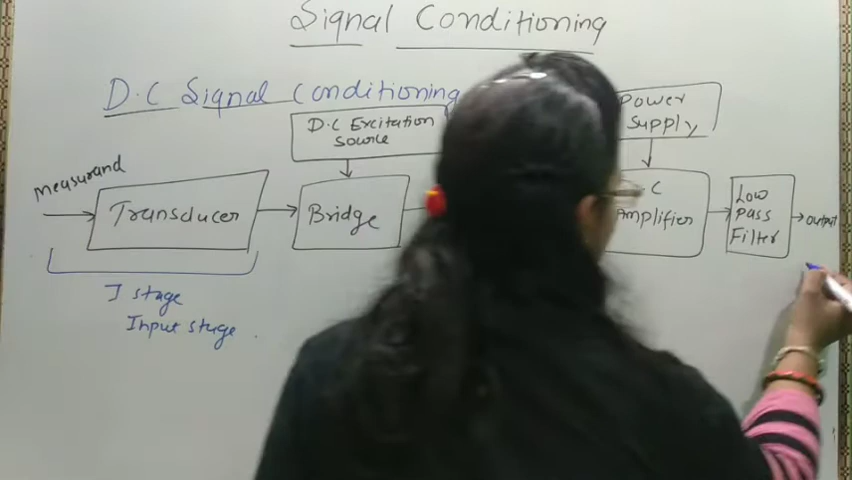 Signal Conditioning
D.C Signal Conditioning
D.C Excitation
Source
Power
Supply
measurand
Transducer
Bridge
C
Amplifier
Low
Pass
Filter
output
I stage
Input stage